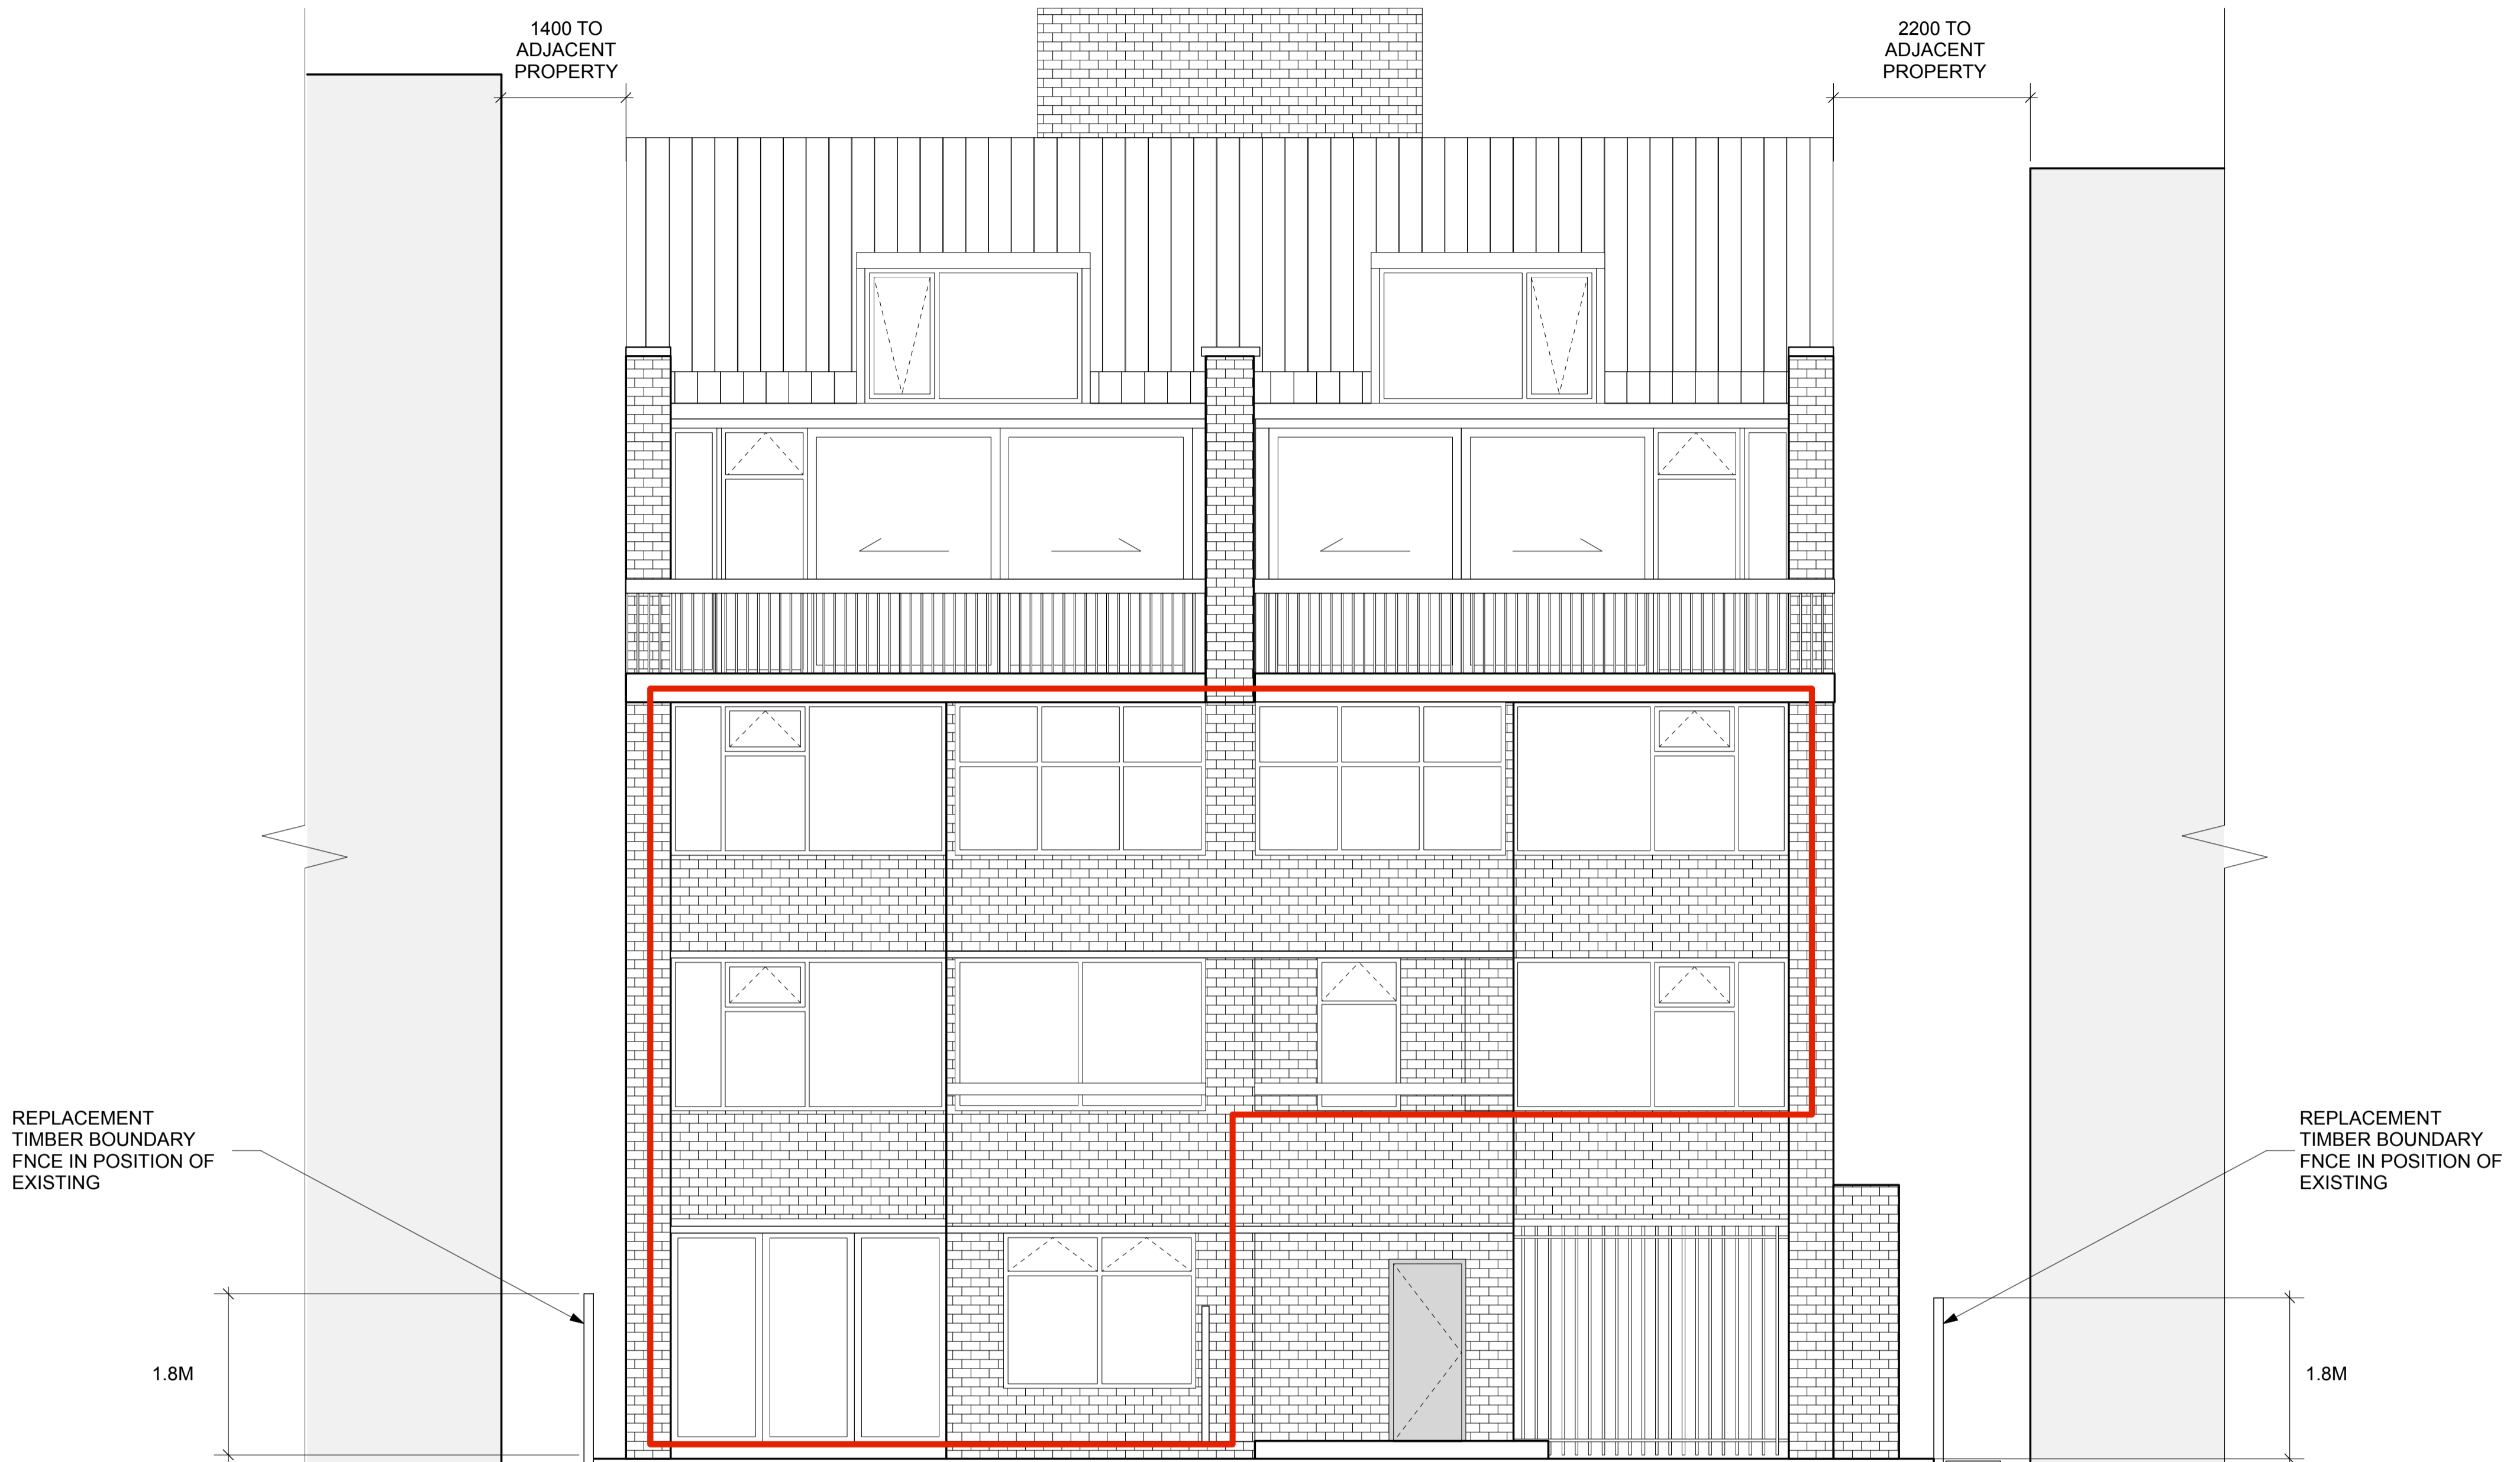 1400 TO
ADJACENT
PROPERTY
2200 TO
ADJACENT
PROPERTY
REPLACEMENT
TIMBER BOUNDARY
FNCE IN POSITION OF
EXISTING
REPLACEMENT
TIMBER BOUNDARY
FNCE IN POSITION OF
EXISTING
1.8M
1.8M